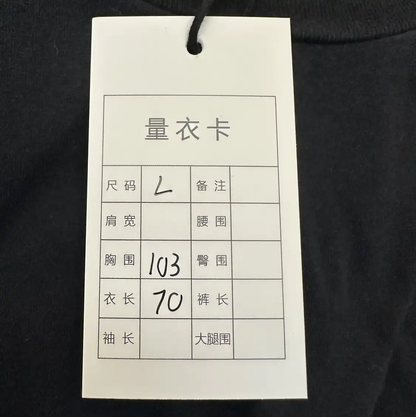 量衣卡
尺码 L 备注
肩宽 腰围
胸围 103 臀围
衣长 70 裤长
袖长 大腿围